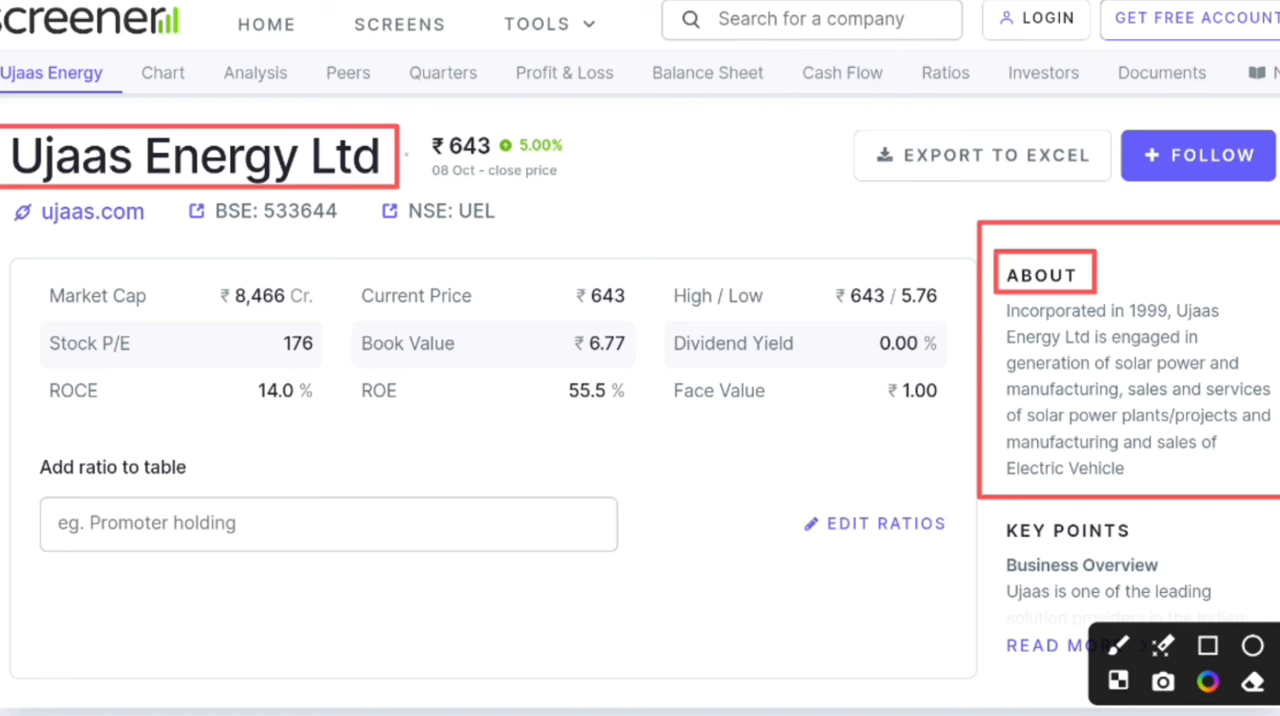 screener
HOME SCREENS TOOLS
Search for a company
LOGIN
GET FREE ACCOUNT
Ujaas Energy Chart Analysis Peers Quarters Profit & Loss Balance Sheet Cash Flow Ratios Investors Documents
Ujaas Energy Ltd
₹ 643 5.00%
08 Oct - close price
EXPORT TO EXCEL
+ FOLLOW
ujaas.com BSE: 533644 NSE: UEL
Market Cap ₹ 8,466 Cr. Current Price ₹ 643 High / Low ₹ 643 / 5.76
Stock P/E 176 Book Value ₹ 6.77 Dividend Yield 0.00 %
ROCE 14.0 % ROE 55.5 % Face Value ₹ 1.00
Add ratio to table
eg. Promoter holding
EDIT RATIOS
ABOUT
Incorporated in 1999, Ujaas
Energy Ltd is engaged in
generation of solar power and
manufacturing, sales and services
of solar power plants/projects and
manufacturing and sales of
Electric Vehicle
KEY POINTS
Business Overview
Ujaas is one of the leading
solution providers in the Indian
READ MORE